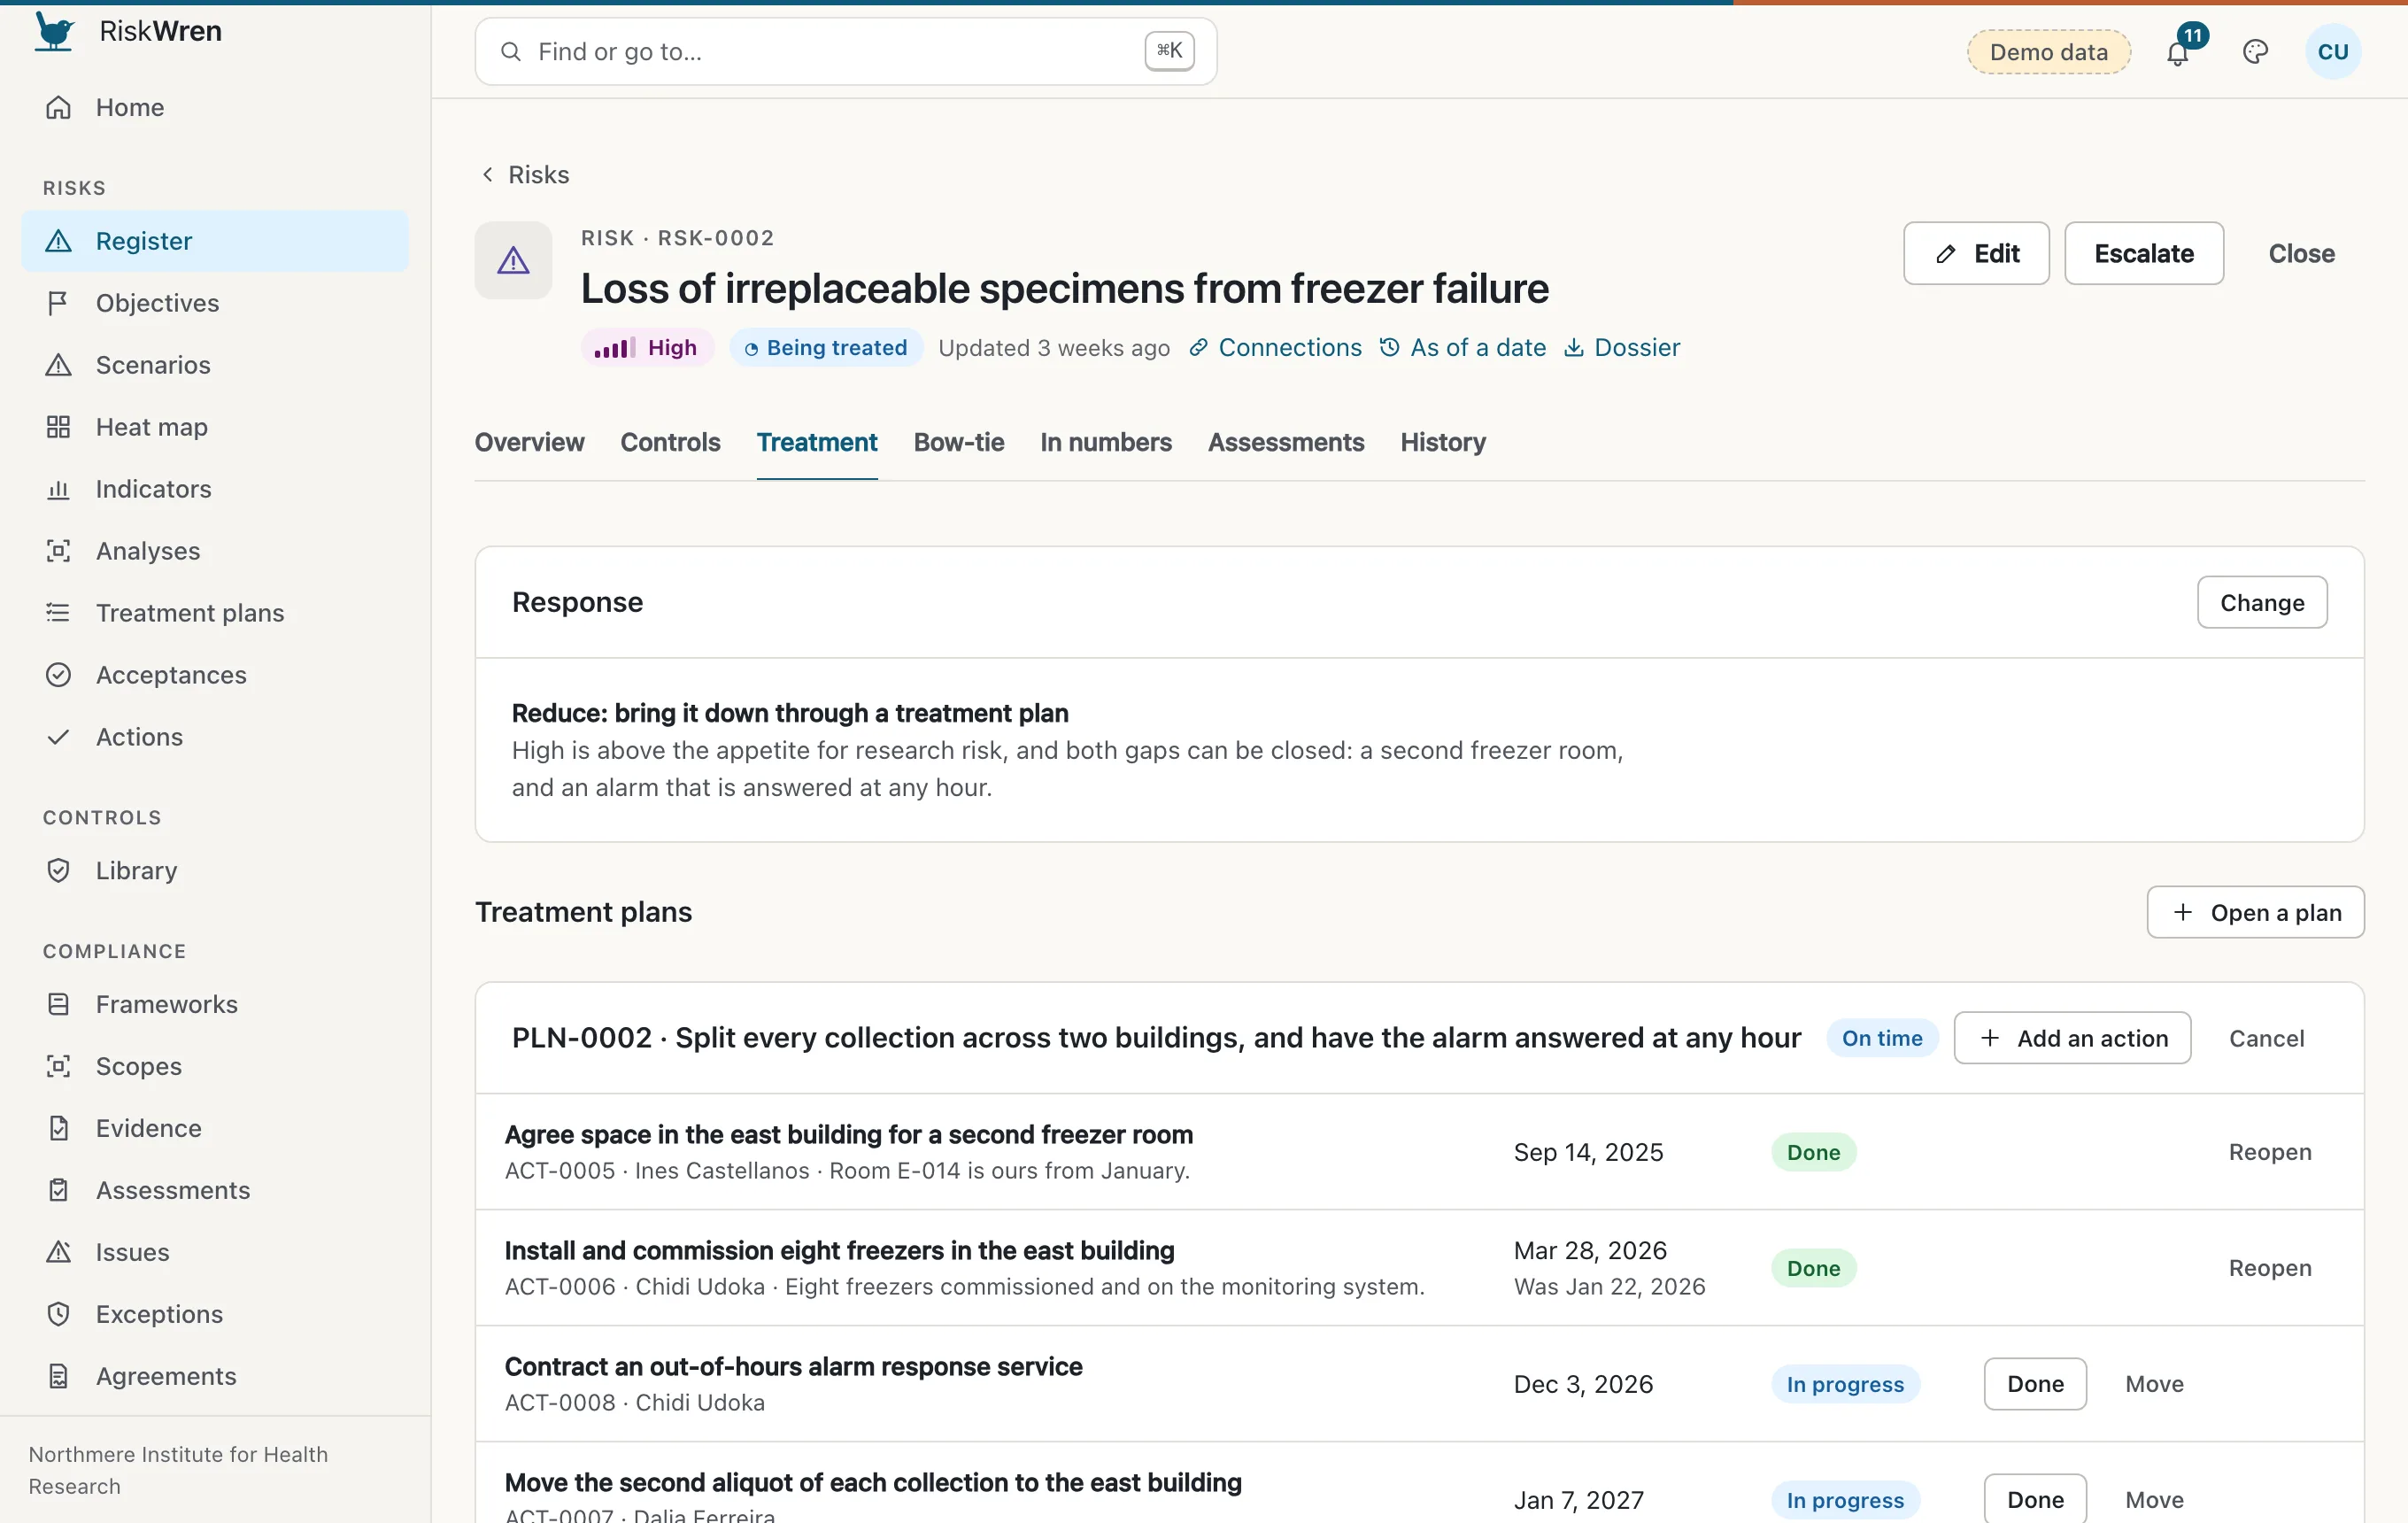 RiskWren
Find or go to...
⌘K
Demo data
11
CU
Home
RISKS
Register
Objectives
Scenarios
Heat map
Indicators
Analyses
Treatment plans
Acceptances
Actions
CONTROLS
Library
COMPLIANCE
Frameworks
Scopes
Evidence
Assessments
Issues
Exceptions
Agreements
Northmere Institute for Health
Research
Risks
RISK · RSK-0002
Loss of irreplaceable specimens from freezer failure
Edit
Escalate
Close
High
Being treated
Updated 3 weeks ago
Connections
As of a date
Dossier
Overview
Controls
Treatment
Bow-tie
In numbers
Assessments
History
Response
Change
Reduce: bring it down through a treatment plan
High is above the appetite for research risk, and both gaps can be closed: a second freezer room,
and an alarm that is answered at any hour.
Treatment plans
Open a plan
PLN-0002 · Split every collection across two buildings, and have the alarm answered at any hour
On time
Add an action
Cancel
Agree space in the east building for a second freezer room
ACT-0005 · Ines Castellanos · Room E-014 is ours from January.
Sep 14, 2025
Done
Reopen
Install and commission eight freezers in the east building
ACT-0006 · Chidi Udoka · Eight freezers commissioned and on the monitoring system.
Mar 28, 2026
Was Jan 22, 2026
Done
Reopen
Contract an out-of-hours alarm response service
ACT-0008 · Chidi Udoka
Dec 3, 2026
In progress
Done
Move
Move the second aliquot of each collection to the east building
ACT-0007 · Dalia Ferreira
Jan 7, 2027
In progress
Done
Move